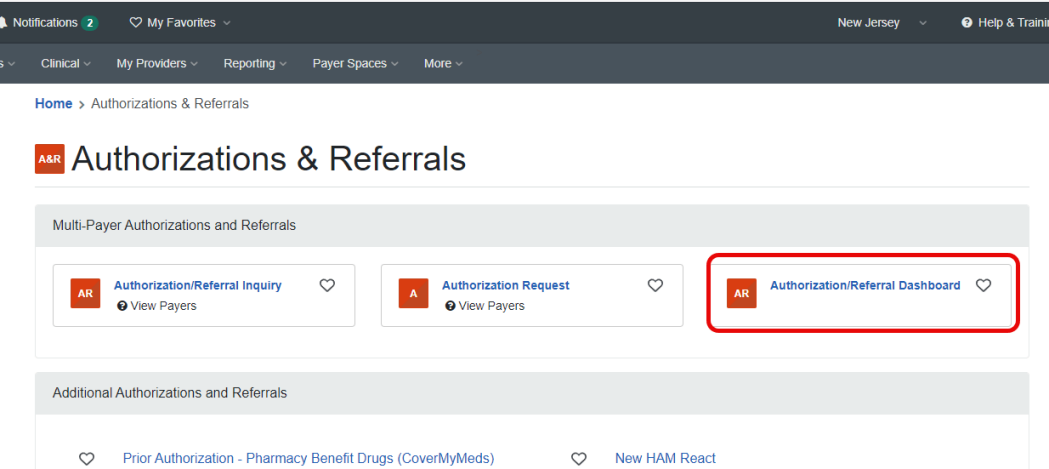 Notifications 2 My Favorites New Jersey Help & Traini
s Clinical My Providers Reporting Payer Spaces More
Home > Authorizations & Referrals
A&R Authorizations & Referrals
Multi-Payer Authorizations and Referrals
AR Authorization/Referral Inquiry
? View Payers
A Authorization Request
? View Payers
AR Authorization/Referral Dashboard
Additional Authorizations and Referrals
Prior Authorization - Pharmacy Benefit Drugs (CoverMyMeds) New HAM React